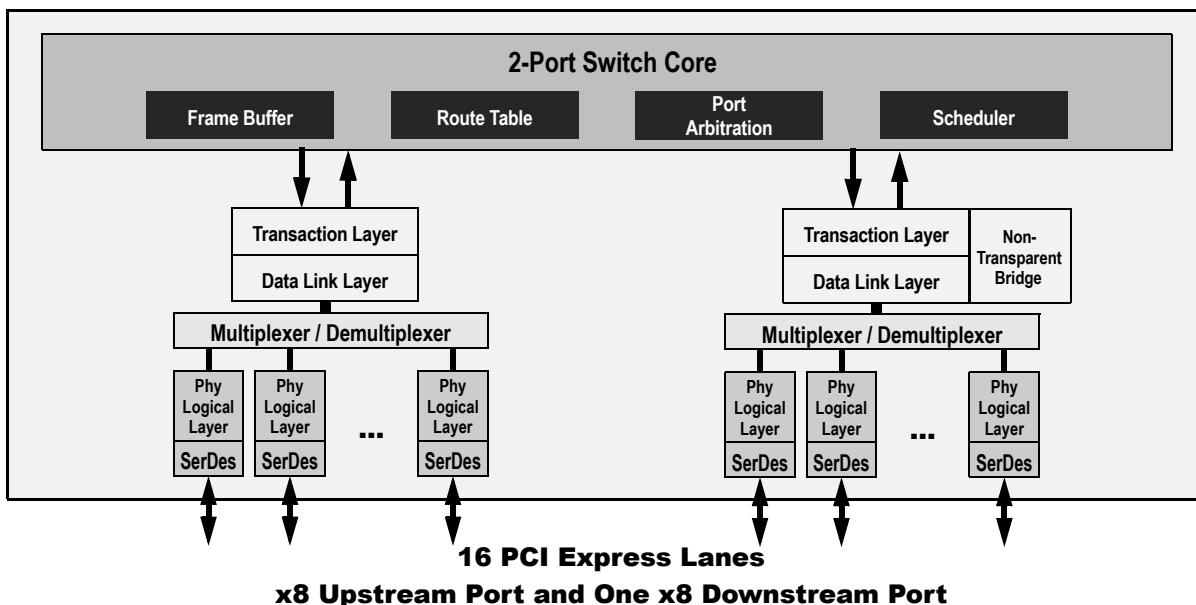 2-Port Switch Core
Frame Buffer
Route Table
Port
Arbitration
Scheduler
Transaction Layer
Data Link Layer
Multiplexer / Demultiplexer
Phy
Logical
Layer
SerDes
Phy
Logical
Layer
SerDes
...
Phy
Logical
Layer
SerDes
Transaction Layer
Data Link Layer
Non-
Transparent
Bridge
Multiplexer / Demultiplexer
Phy
Logical
Layer
SerDes
Phy
Logical
Layer
SerDes
...
Phy
Logical
Layer
SerDes
16 PCI Express Lanes
x8 Upstream Port and One x8 Downstream Port